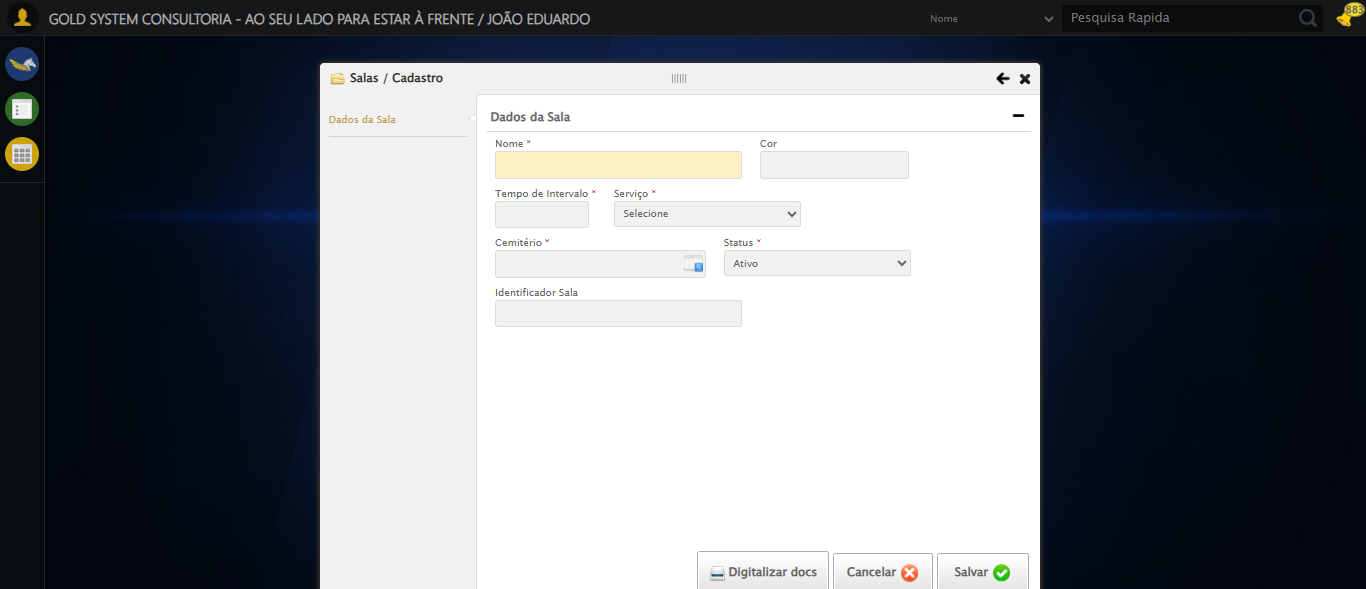 GOLD SYSTEM CONSULTORIA - AO SEU LADO PARA ESTAR À FRENTE / JOÃO EDUARDO
Nome
Pesquisa Rapida
883
Salas / Cadastro
Dados da Sala
Dados da Sala
Nome *
Cor
Tempo de Intervalo *
Serviço *
Selecione
Cemitério *
Status *
Ativo
Identificador Sala
Digitalizar docs
Cancelar
Salvar